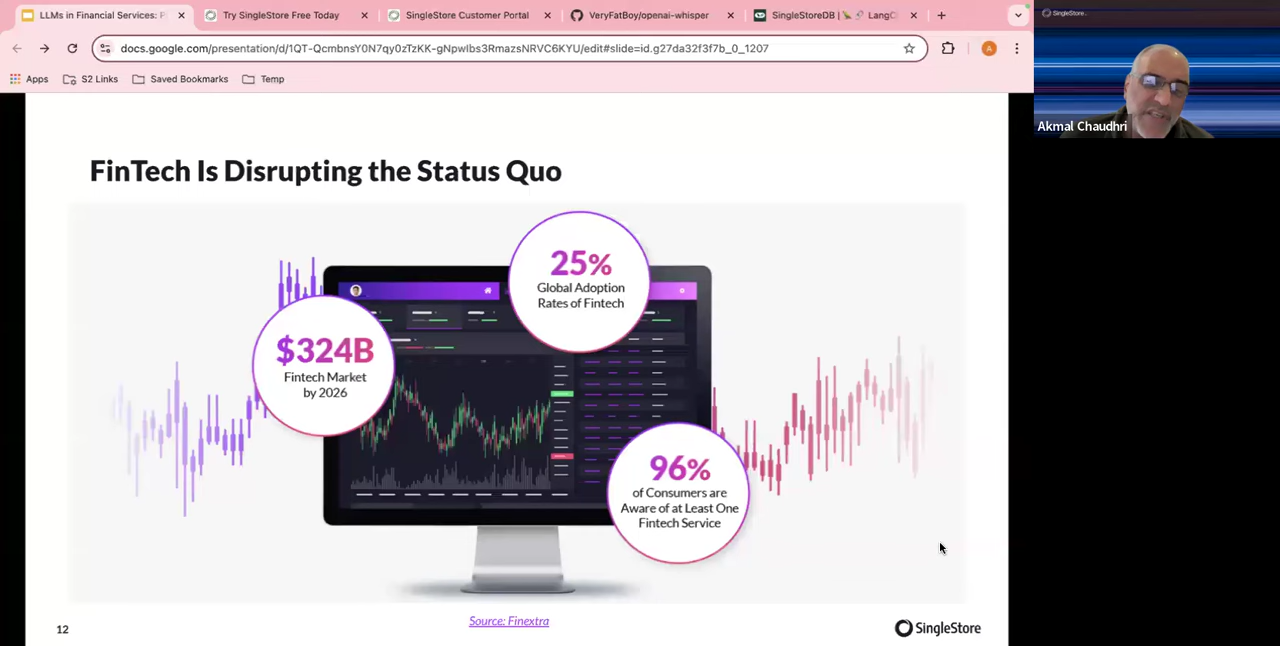 LLMs in Financial Services: P
Try SingleStore Free Today
SingleStore Customer Portal
VeryFatBoy/openai-whisper
SingleStoreDB | 🦜️🔗 LangC
docs.google.com/presentation/d/1QT-QcmbnsY0N7qy0zTzKK-gNpwIbs3RmazsNRVC6KYU/edit#slide=id.g27da32f3f7b_0_1207
A
Apps
S2 Links
Saved Bookmarks
Temp
SingleStore
Akmal Chaudhri
FinTech Is Disrupting the Status Quo
25%
Global Adoption
Rates of Fintech
$324B
Fintech Market
by 2026
96%
of Consumers are
Aware of at Least One
Fintech Service
Source: Finextra
12
SingleStore